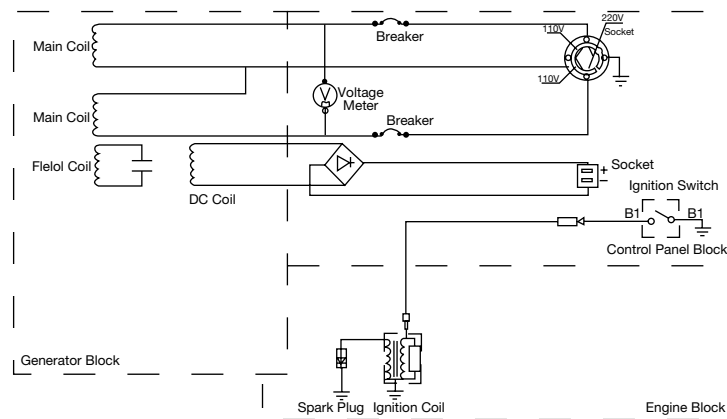 220V
Socket
110V
Main Coil
Breaker
110V
V
Voltage
Meter
Main Coil
Breaker
Flelol Coil
DC Coil
+
Socket
−
Ignition Switch
B1
B1
Control Panel Block
Generator Block
Spark Plug
Ignition Coil
Engine Block